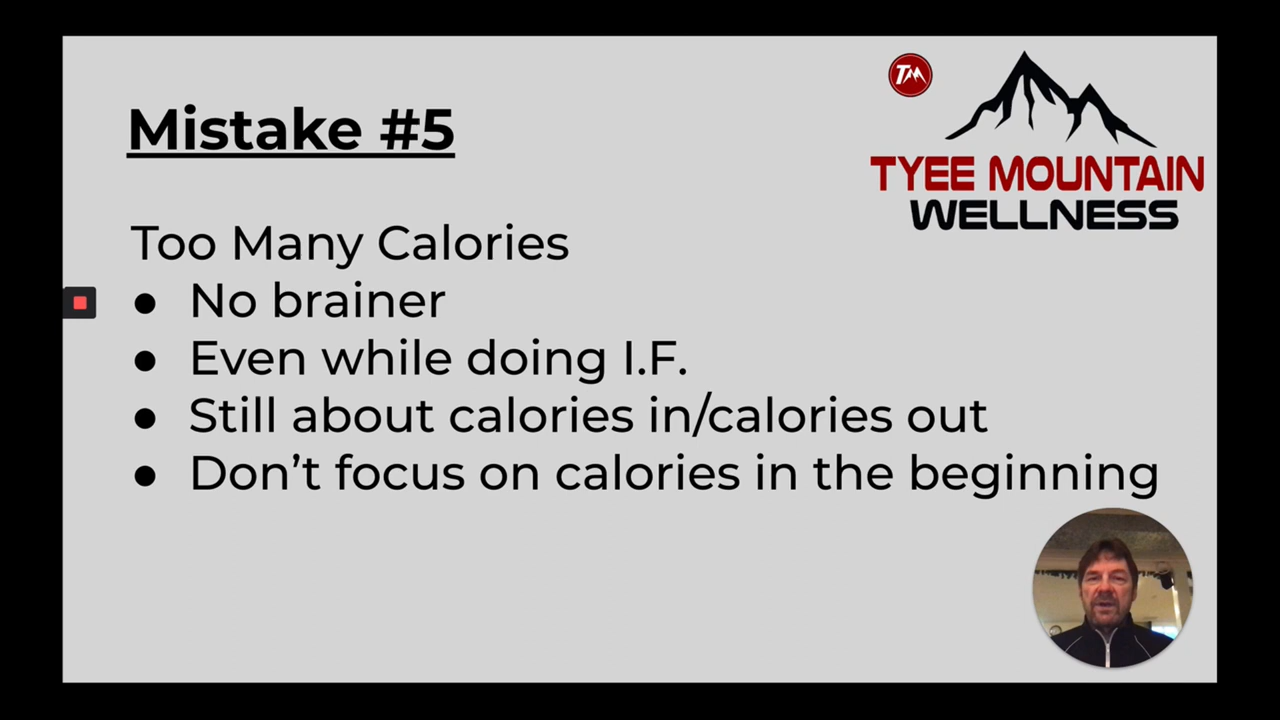 Mistake #5
TM
TYEE MOUNTAIN
WELLNESS
Too Many Calories
● No brainer
● Even while doing I.F.
● Still about calories in/calories out
● Don’t focus on calories in the beginning